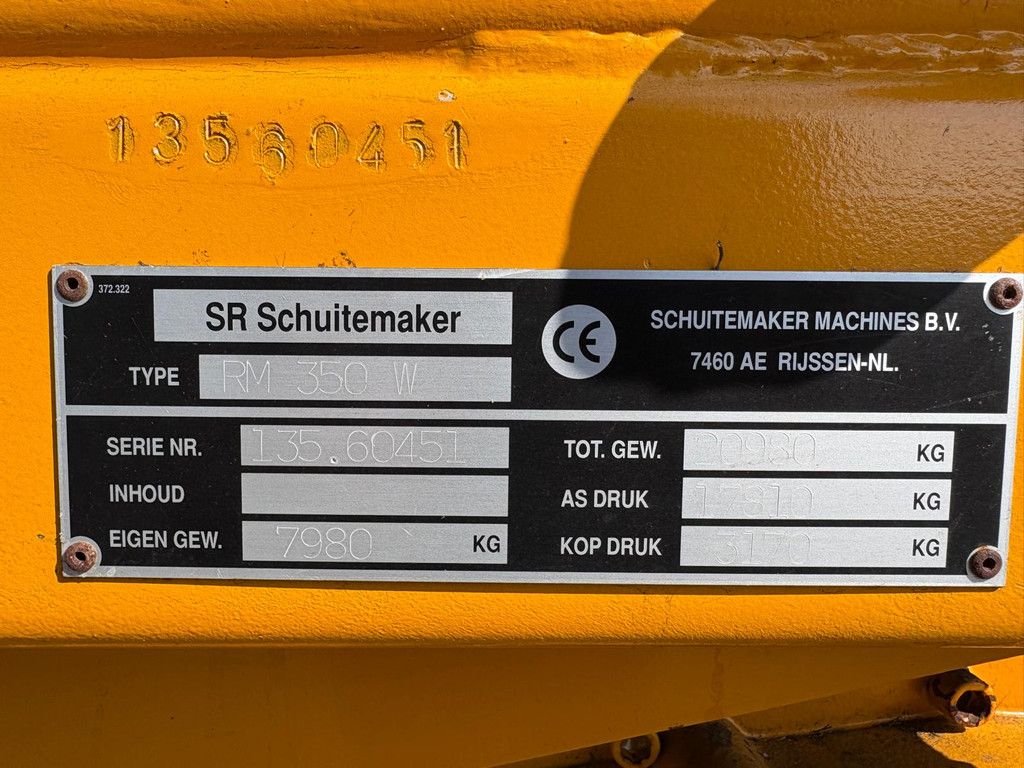 13560451
372.322
SR Schuitemaker
TYPE RM 350 W
CE
SCHUITEMAKER MACHINES B.V.
7460 AE RIJSSEN-NL.
SERIE NR. 135.60451
INHOUD
EIGEN GEW. 7980 KG
TOT. GEW. 20980 KG
AS DRUK 17810 KG
KOP DRUK 3170 KG